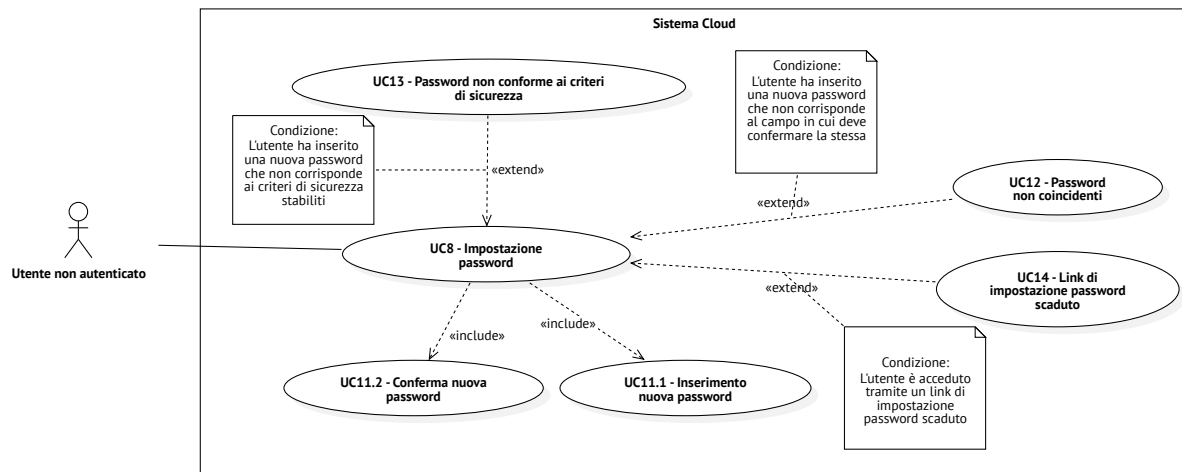 Sistema Cloud
UC13 - Password non conforme ai criteri
di sicurezza
Condizione:
L'utente ha inserito
una nuova password
che non corrisponde
al campo in cui deve
confermare la stessa
Condizione:
L'utente ha inserito
una nuova password
che non corrisponde
ai criteri di sicurezza
stabiliti
«extend»
UC12 - Password
non coincidenti
«extend»
Utente non autenticato
UC8 - Impostazione
password
UC14 - Link di
impostazione password
scaduto
«extend»
«include»
«include»
UC11.2 - Conferma nuova
password
UC11.1 - Inserimento
nuova password
Condizione:
L'utente è acceduto
tramite un link di
impostazione
password scaduto